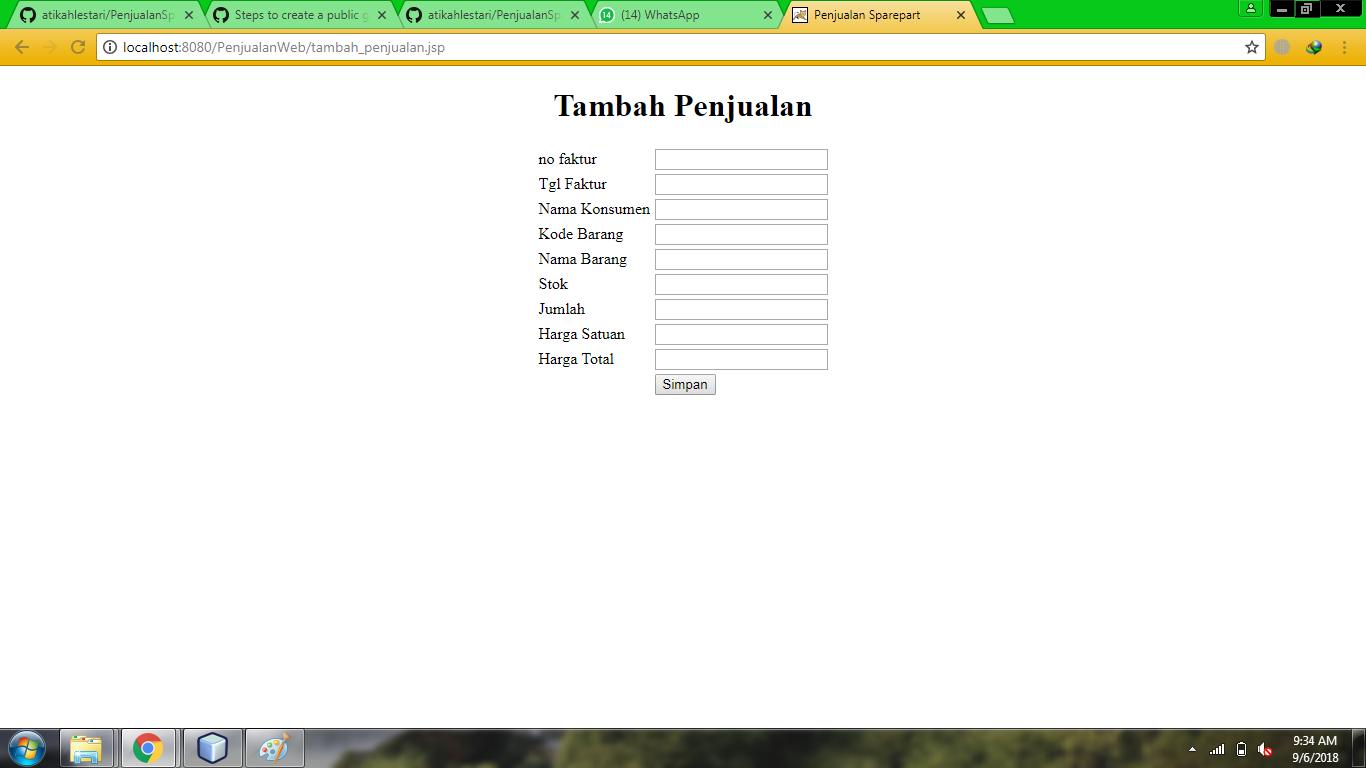 atikahlestari/PenjualanSp
Steps to create a public g
atikahlestari/PenjualanSp
14 (14) WhatsApp
Penjualan Sparepart
localhost:8080/PenjualanWeb/tambah_penjualan.jsp
Tambah Penjualan
no faktur
Tgl Faktur
Nama Konsumen
Kode Barang
Nama Barang
Stok
Jumlah
Harga Satuan
Harga Total
Simpan
9:34 AM
9/6/2018